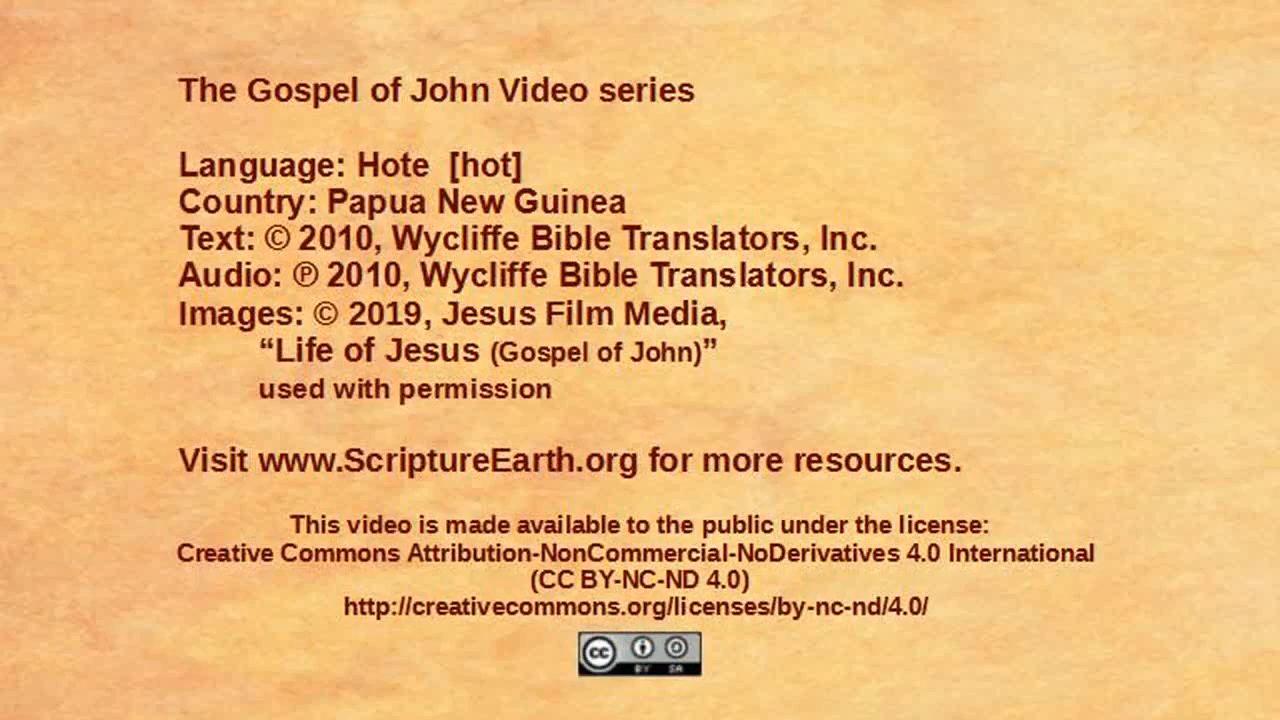 The Gospel of John Video series
Language: Hote [hot]
Country: Papua New Guinea
Text: © 2010, Wycliffe Bible Translators, Inc.
Audio: ℗ 2010, Wycliffe Bible Translators, Inc.
Images: © 2019, Jesus Film Media,
“Life of Jesus (Gospel of John)”
used with permission
Visit www.ScriptureEarth.org for more resources.
This video is made available to the public under the license:
Creative Commons Attribution-NonCommercial-NoDerivatives 4.0 International
(CC BY-NC-ND 4.0)
http://creativecommons.org/licenses/by-nc-nd/4.0/
cc
BY SA